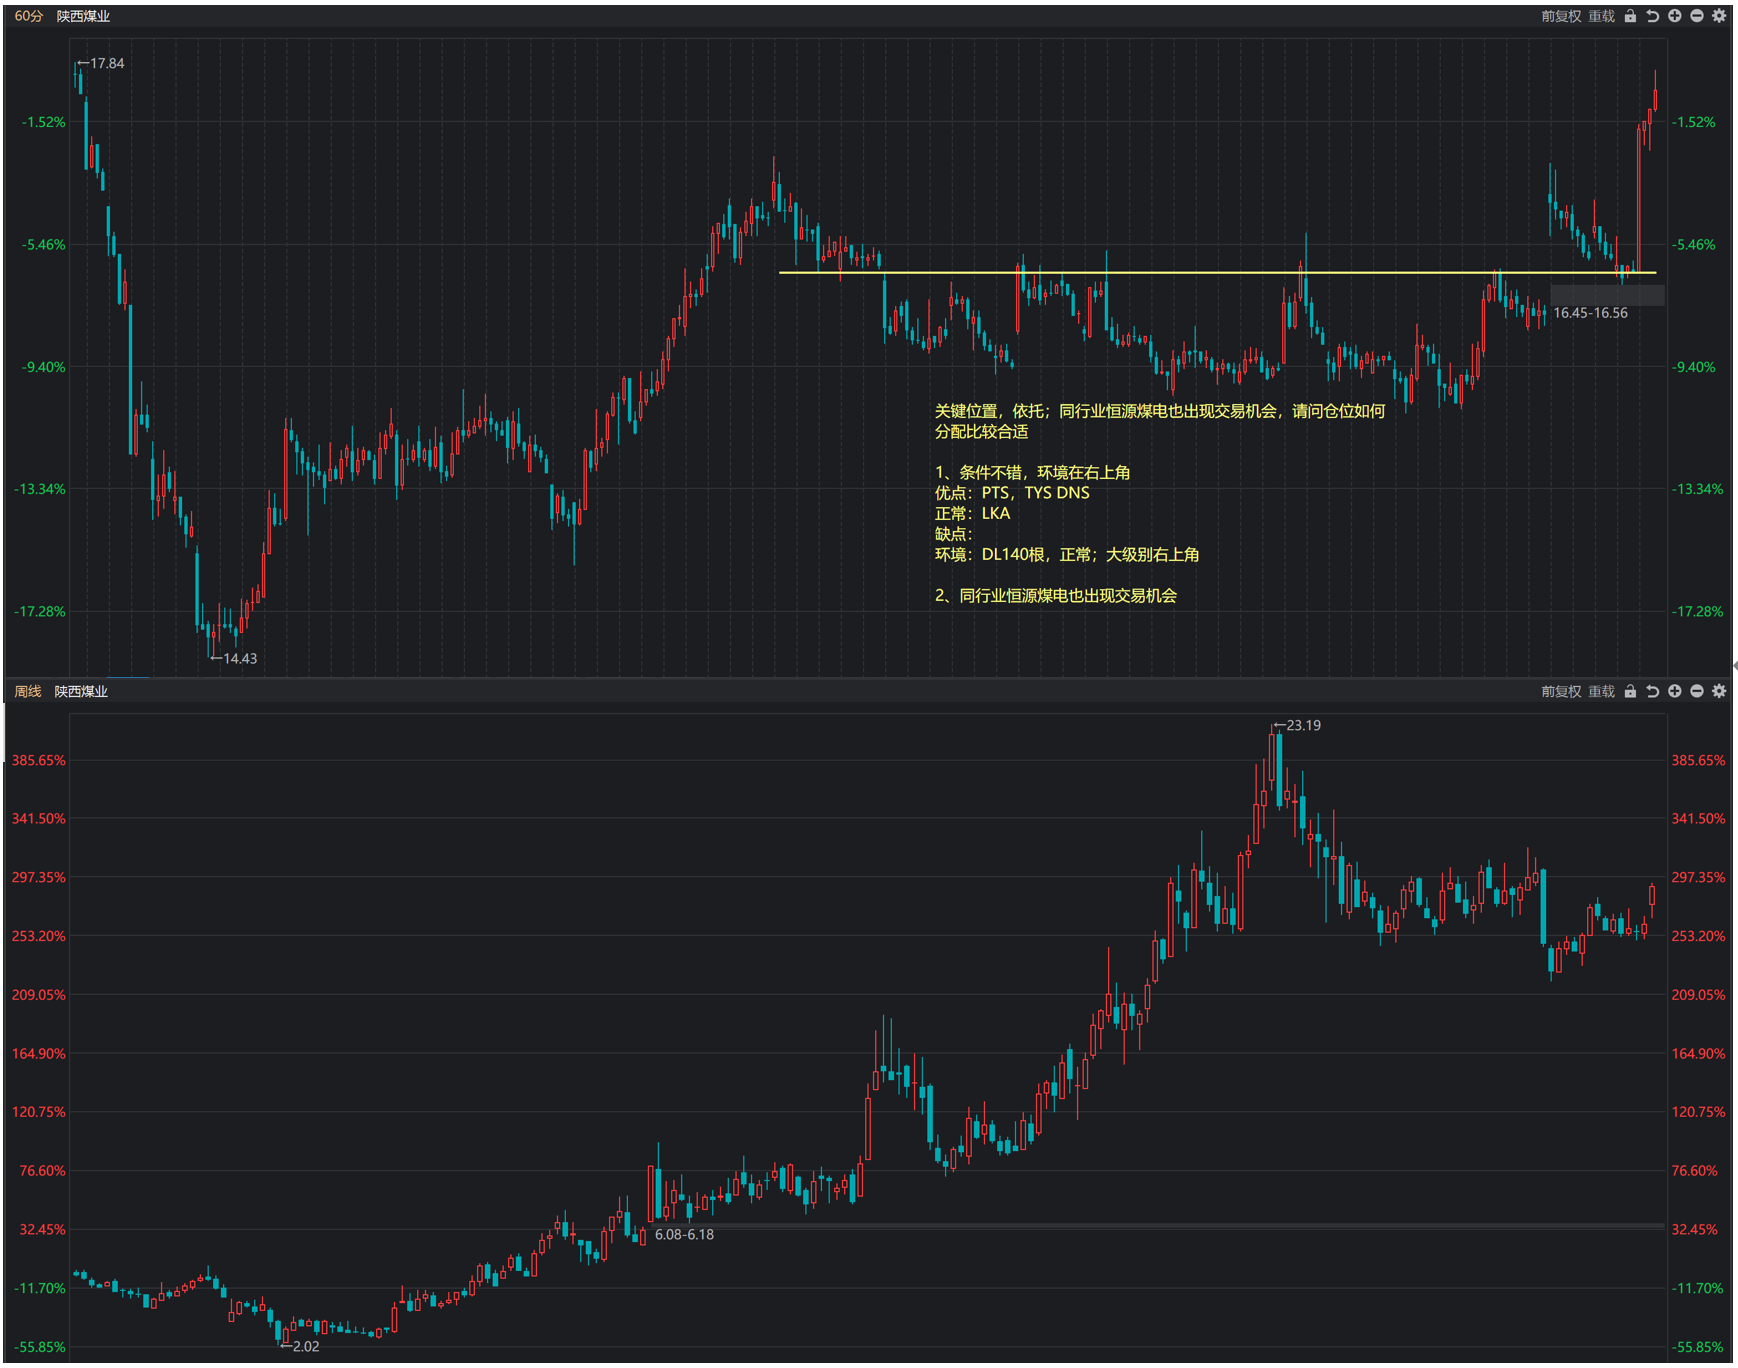 60分 陕西煤业 前复权 重载
←17.84
-1.52% -1.52%
-5.46% -5.46%
16.45-16.56
-9.40% -9.40%
关键位置，依托；同行业恒源煤电也出现交易机会，请问仓位如何
分配比较合适
1、条件不错，环境在右上角
-13.34% -13.34%
优点：PTS，TYS DNS
正常：LKA
缺点：
环境：DL140根，正常；大级别右上角
2、同行业恒源煤电也出现交易机会
-17.28% -17.28%
←14.43
周线 陕西煤业 前复权 重载
←23.19
385.65% 385.65%
341.50% 341.50%
297.35% 297.35%
253.20% 253.20%
209.05% 209.05%
164.90% 164.90%
120.75% 120.75%
76.60% 76.60%
32.45% 32.45%
6.08-6.18
-11.70% -11.70%
←2.02
-55.85% -55.85%